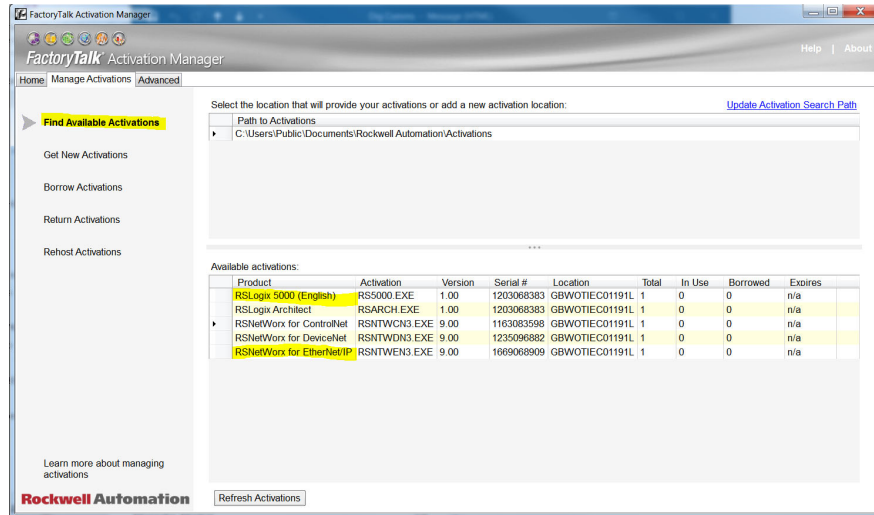 FactoryTalk Activation Manager
FactoryTalk® Activation Manager
Help | About
Home Manage Activations Advanced
Find Available Activations
Get New Activations
Borrow Activations
Return Activations
Rehost Activations
Select the location that will provide your activations or add a new activation location: Update Activation Search Path
Path to Activations
C:\Users\Public\Documents\Rockwell Automation\Activations
Available activations:
Product Activation Version Serial # Location Total In Use Borrowed Expires
RSLogix 5000 (English) RS5000.EXE 1.00 1203068383 GBWOTIEC01191L 1 0 0 n/a
RSLogix Architect RSARCH.EXE 1.00 1203068383 GBWOTIEC01191L 1 0 0 n/a
RSNetWorx for ControlNet RSNTWCN3.EXE 9.00 1163083598 GBWOTIEC01191L 1 0 0 n/a
RSNetWorx for DeviceNet RSNTWDN3.EXE 9.00 1235096882 GBWOTIEC01191L 1 0 0 n/a
RSNetWorx for EtherNet/IP RSNTWEN3.EXE 9.00 1669068909 GBWOTIEC01191L 1 0 0 n/a
Learn more about managing
activations
Rockwell Automation
Refresh Activations